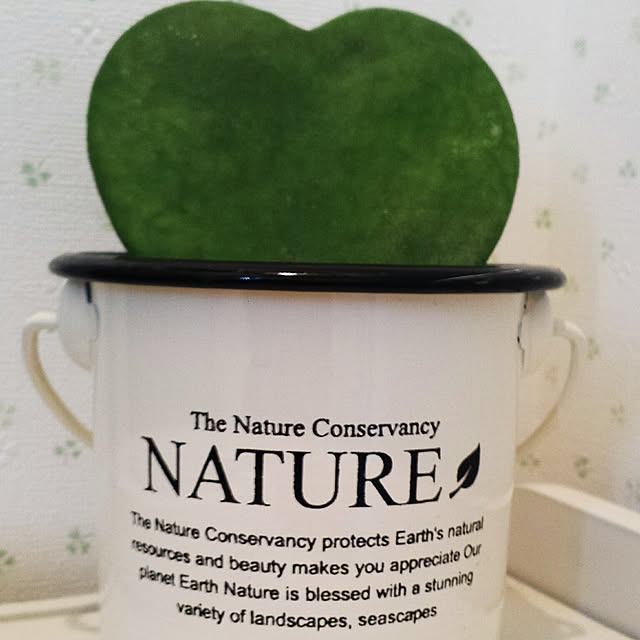 The Nature Conservancy
NATURE
The Nature Conservancy protects Earth's natural
resources and beauty makes you appreciate Our
planet Earth Nature is blessed with a stunning
variety of landscapes, seascapes